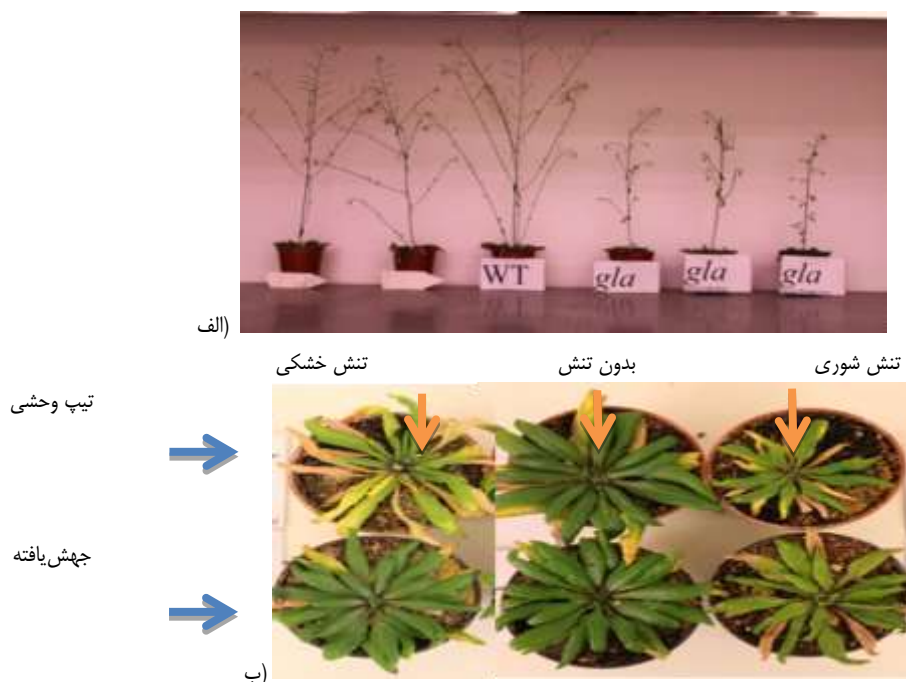 WT gla gla gla
الف)
تنش شوری بدون تنش تنش خشکی
تیپ وحشی
جهش‌یافته
ب)